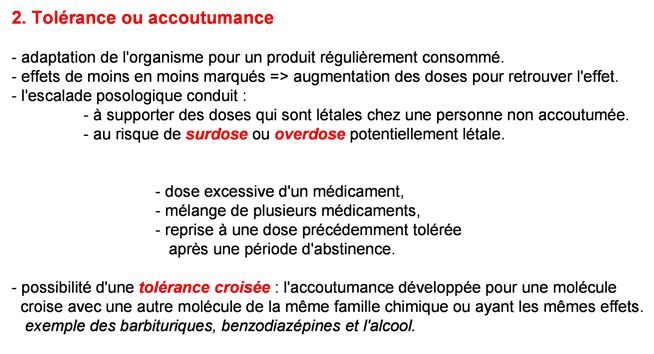 2. Tolérance ou accoutumance
- adaptation de l'organisme pour un produit régulièrement consommé.
- effets de moins en moins marqués => augmentation des doses pour retrouver l'effet.
- l'escalade posologique conduit :
- à supporter des doses qui sont létales chez une personne non accoutumée.
- au risque de surdose ou overdose potentiellement létale.
- dose excessive d'un médicament,
- mélange de plusieurs médicaments,
- reprise à une dose précédemment tolérée
après une période d'abstinence.
- possibilité d'une tolérance croisée : l'accoutumance développée pour une molécule
croise avec une autre molécule de la même famille chimique ou ayant les mêmes effets.
exemple des barbituriques, benzodiazépines et l'alcool.